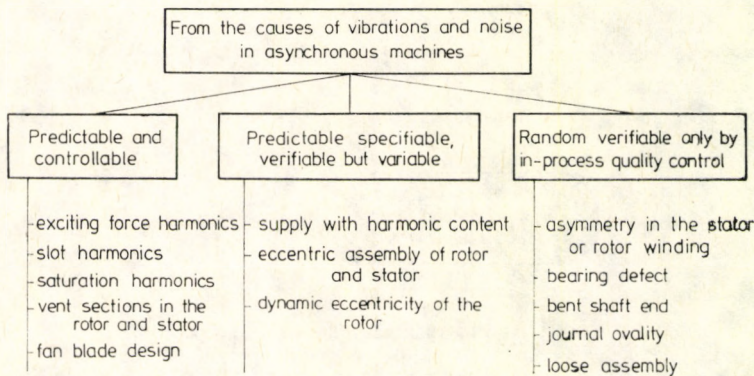 From the causes of vibrations and noise
in asynchronous machines
Predictable and
controllable
Predictable specifiable,
verifiable but variable
Random verifiable only by
in-process quality control
exciting force harmonics
slot harmonics
saturation harmonics
vent sections in the
rotor and stator
fan blade design
supply with harmonic content
eccentric assembly of rotor
and stator
dynamic eccentricity of the
rotor
asymmetry in the stator
or rotor winding
bearing defect
bent shaft end
journal ovality
loose assembly